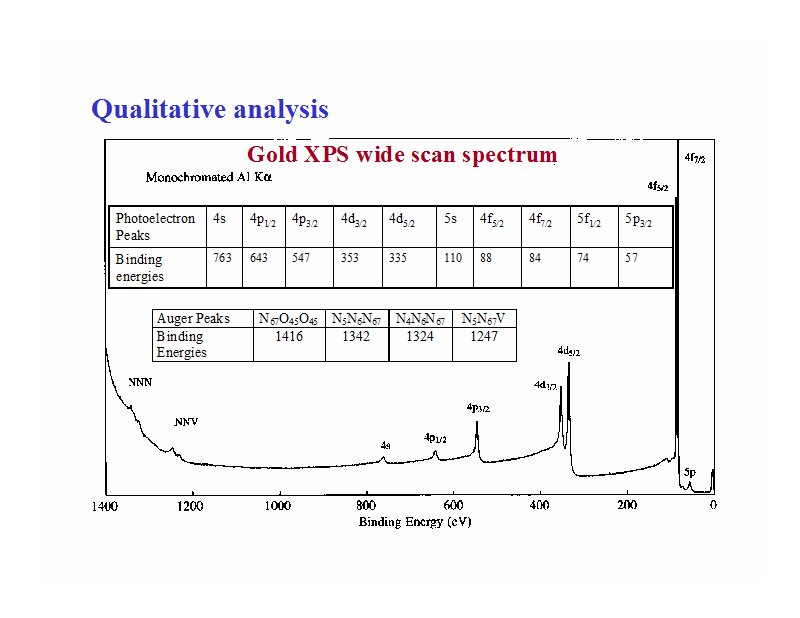 Qualitative analysis
Gold XPS wide scan spectrum
Monochromated Al Kα
4f7/2
4f5/2
Photoelectron Peaks 4s 4p1/2 4p3/2 4d3/2 4d5/2 5s 4f5/2 4f7/2 5f1/2 5p3/2
Binding energies 763 643 547 353 335 110 88 84 74 57
Auger Peaks N67O45O45 N5N6N67 N4N6N67 N5N67V
Binding Energies 1416 1342 1324 1247
4d5/2
NNN
4d3/2
4p3/2
NNV
4p1/2
4s
5p
1400 1200 1000 800 600 400 200 0
Binding Energy (eV)